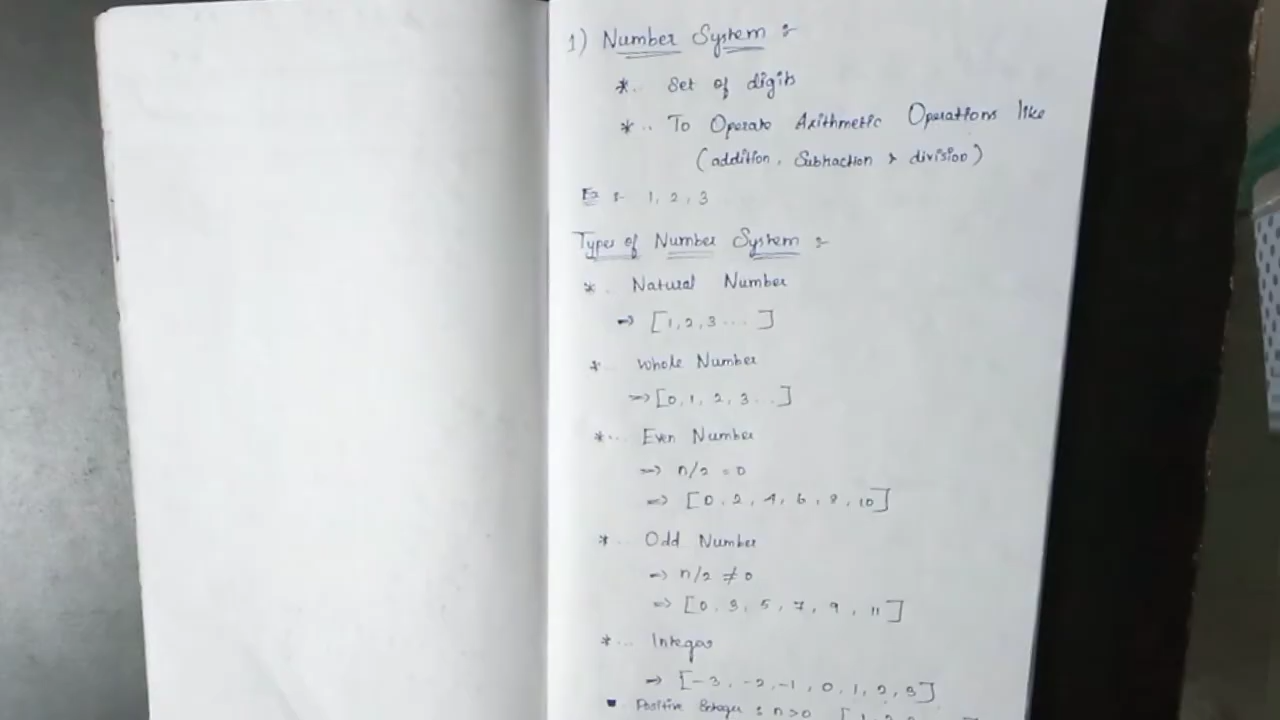 1) Number System :-
*. Set of digits
*.. To Operate Arithmetic Operations like
(addition, Subtraction & division)
Ex :- 1, 2, 3
Types of Number System :-
*. Natural Number
⇒ [1, 2, 3 .... ]
* Whole Number
⇒ [0, 1, 2, 3 ...]
*... Even Number
⇒ n/2 = 0
⇒ [0, 2, 4, 6, 8, 10]
*.. Odd Number
⇒ n/2 ≠ 0
⇒ [0, 3, 5, 7, 9, 11]
*... Integer
⇒ [-3, -2, -1, 0, 1, 2, 3]
▪ Positive Integer : n>0